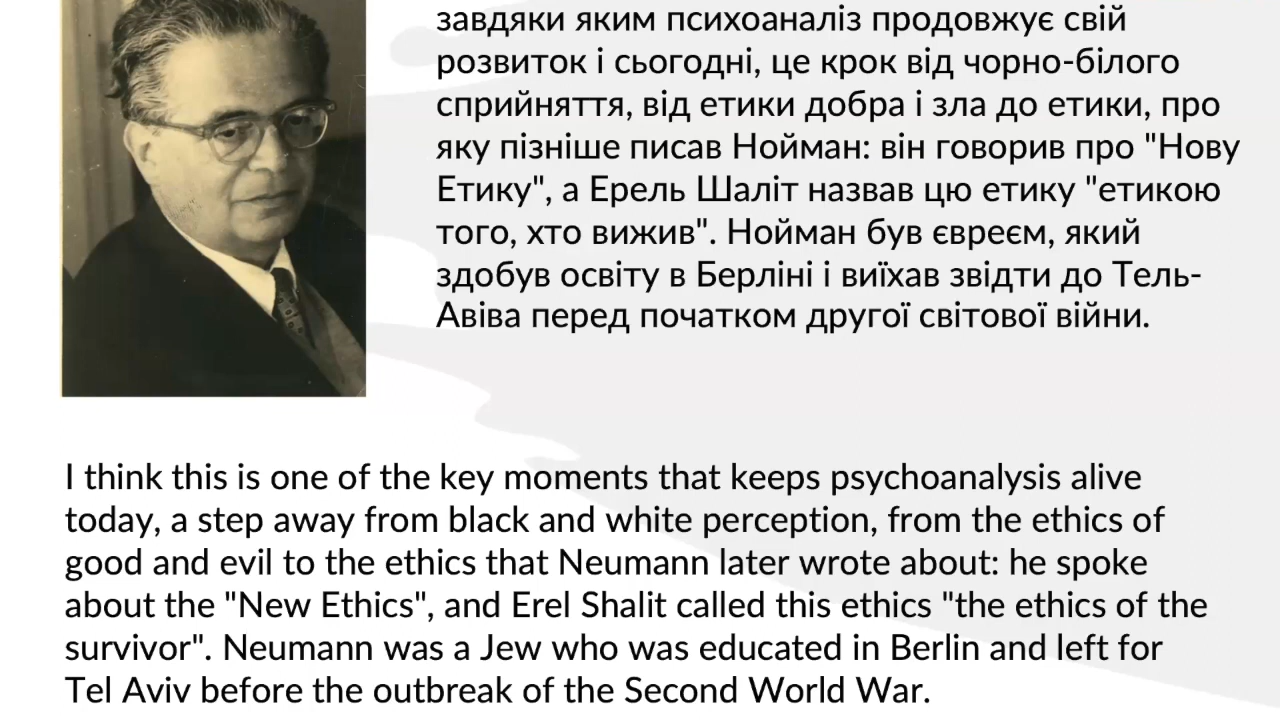 завдяки яким психоаналіз продовжує свій
розвиток і сьогодні, це крок від чорно-білого
сприйняття, від етики добра і зла до етики, про
яку пізніше писав Нойман: він говорив про "Нову
Етику", а Ерель Шаліт назвав цю етику "етикою
того, хто вижив". Нойман був євреєм, який
здобув освіту в Берліні і виїхав звідти до Тель-
Авіва перед початком другої світової війни.
I think this is one of the key moments that keeps psychoanalysis alive
today, a step away from black and white perception, from the ethics of
good and evil to the ethics that Neumann later wrote about: he spoke
about the "New Ethics", and Erel Shalit called this ethics "the ethics of the
survivor". Neumann was a Jew who was educated in Berlin and left for
Tel Aviv before the outbreak of the Second World War.